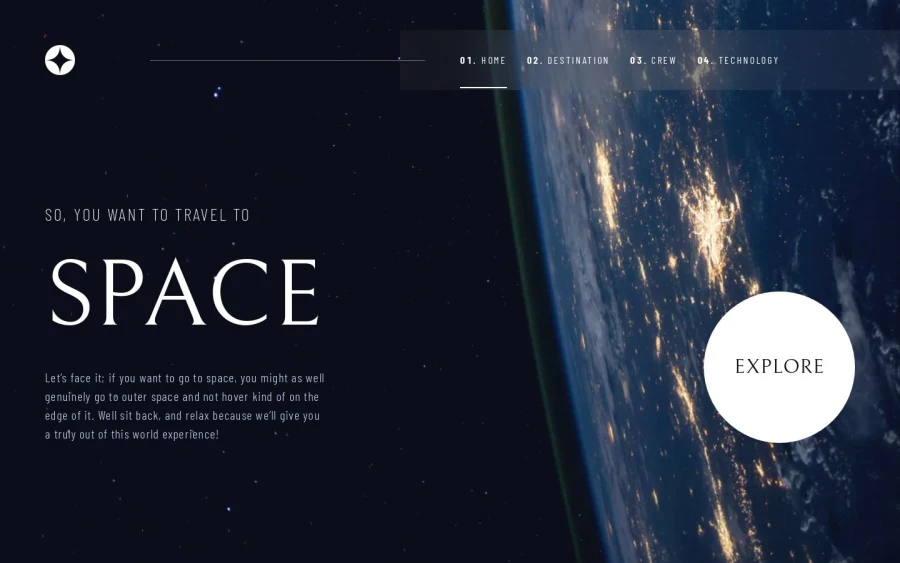 01. HOME 02. DESTINATION 03. CREW 04. TECHNOLOGY
SO, YOU WANT TO TRAVEL TO
SPACE
Let's face it; if you want to go to space, you might as well
genuinely go to outer space and not hover kind of on the
edge of it. Well sit back, and relax because we'll give you
a truly out of this world experience!
EXPLORE